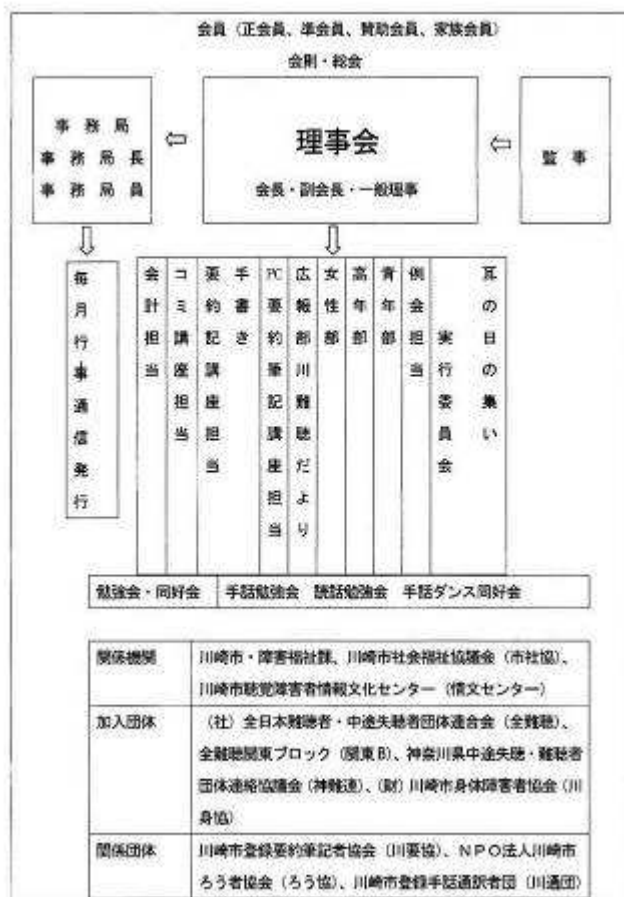 会員（正会員、準会員、賛助会員、家族会員）
会則・総会
事務局
事務局長
事務局員
⇦
理事会
会長・副会長・一般理事
⇦
監事
毎月行事通信発行
会計担当
コミ講座担当
手書き
要約記講座担当
PC要約筆記講座担当
広報部川難聴だより
女性部
高年部
青年部
例会担当
耳の日の集い
実行委員会
勉強会・同好会 手話勉強会 読話勉強会 手話ダンス同好会
関係機関
川崎市・障害福祉課、川崎市社会福祉協議会（市社協）、
川崎市聴覚障害者情報文化センター（情文センター）
加入団体
（社）全日本難聴者・中途失聴者団体連合会（全難聴）、
全難聴関東ブロック（関東B）、神奈川県中途失聴・難聴者
団体連絡協議会（神難連）、（財）川崎市身体障害者協会（川
身協）
関係団体
川崎市登録要約筆記者協会（川要協）、NPO法人川崎市
ろう者協会（ろう協）、川崎市登録手話通訳者団（川通団）